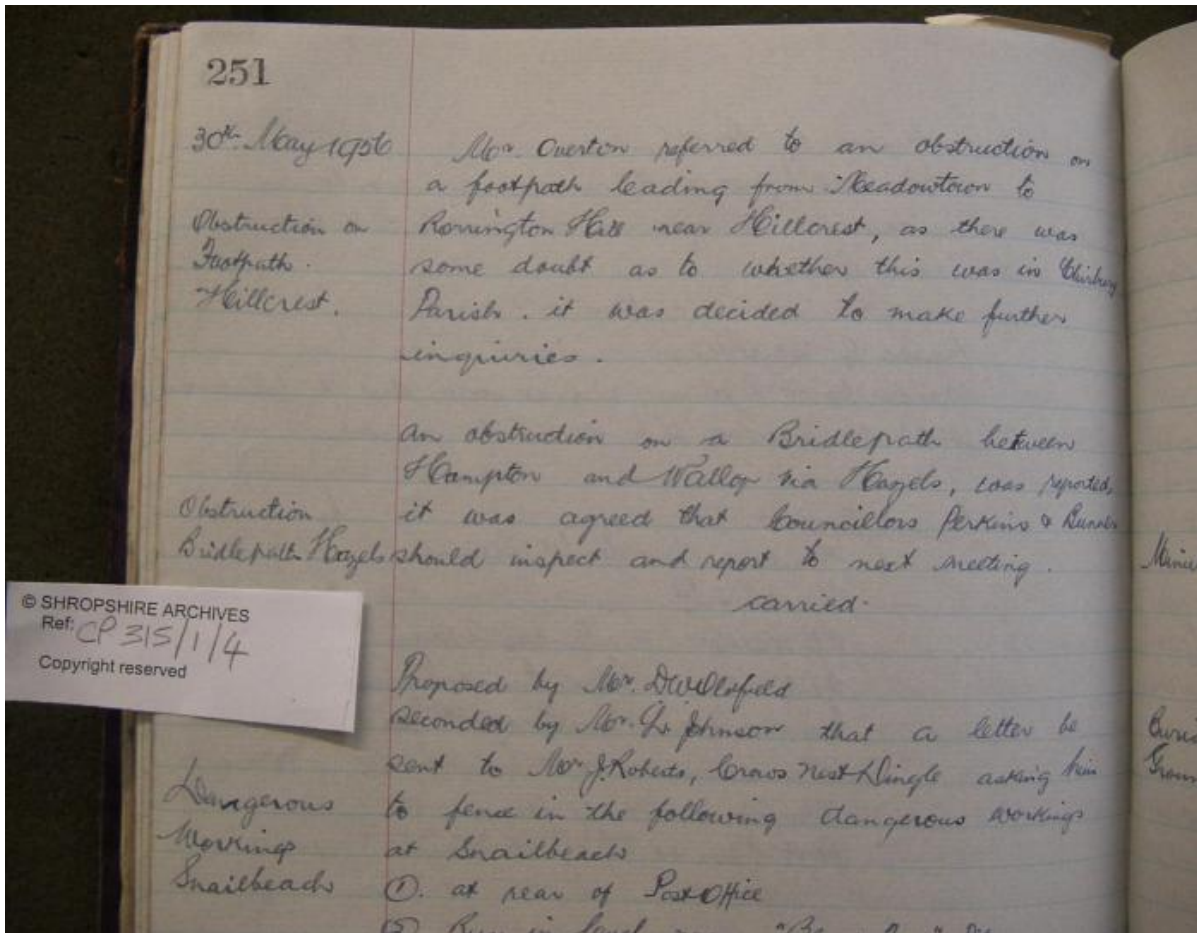 251
30th May 1956
Mr. Overton referred to an obstruction on
a footpath leading from Meadowtown to
Obstruction on
Footpath.
Hillcrest.
Rorrington Hall near Hillcrest, as there was
some doubt as to whether this was in Chirbury
Parish. it was decided to make further
inquiries.
An obstruction on a Bridlepath between
Hampton and Wallop via Hazels, was reported,
Obstruction
Bridlepath Hazels
it was agreed that Councillors Perkins &
should inspect and report to next meeting.
carried.
© SHROPSHIRE ARCHIVES
Ref: CP 315/1/4
Copyright reserved
Proposed by Mr. D W Oldfield
seconded by Mr. Johnson that a letter be
sent to Mr J. Roberts, Crows Nest Dingle asking him
Dangerous
Workings
Snailbeach
to fence in the following dangerous workings
at Snailbeach
①. at rear of Post Office